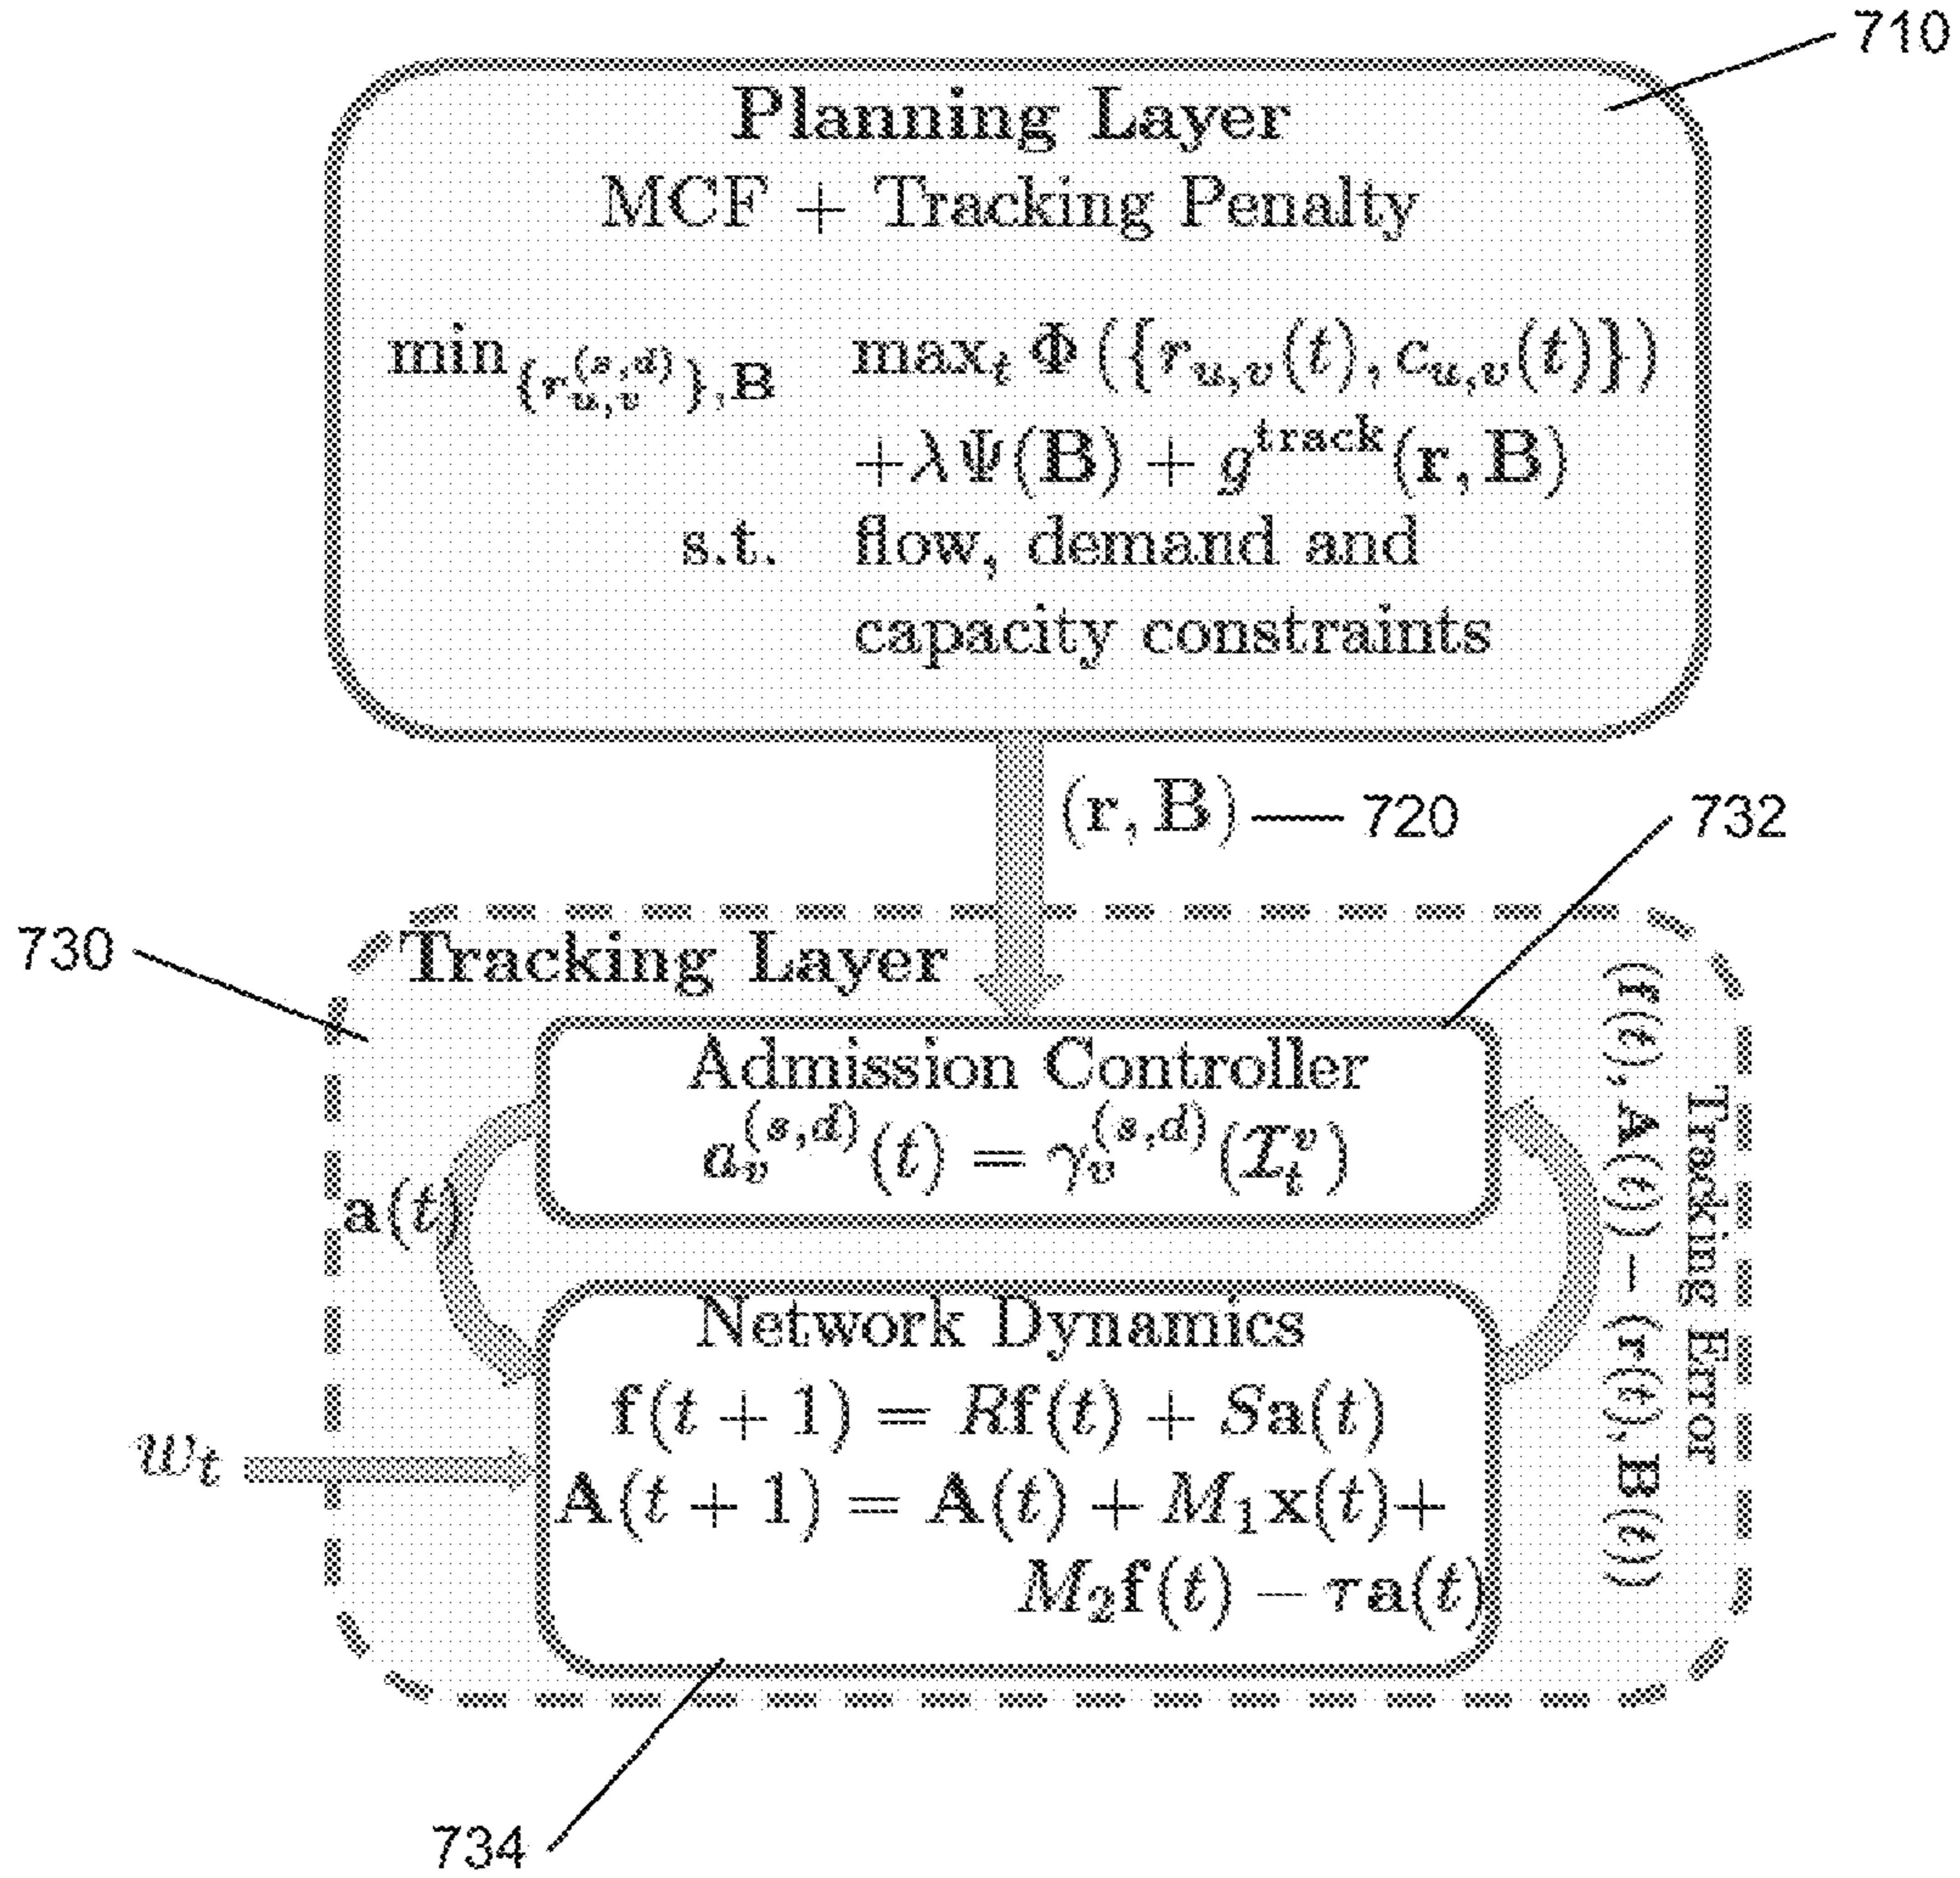 710
Planning Layer
MCF + Tracking Penalty
min_{\{r_{u,v}^{(s,d)}\},B} max_t Φ ({r_{u,v}(t), c_{u,v}(t)})
+λΨ(B) + g^{track}(r, B)
s.t. flow, demand and
capacity constraints
(r, B) 720
732
730
Tracking Layer
Admission Controller
a_v^{(s,d)}(t) = γ_v^{(s,d)}(I_t^v)
a(t)
Network Dynamics
f(t + 1) = Rf(t) + Sa(t)
w_t
A(t + 1) = A(t) + M_1x(t)+
M_2f(t) − τa(t)
(f(t), A(t)) − (r(t), B(t))
Tracking Error
734